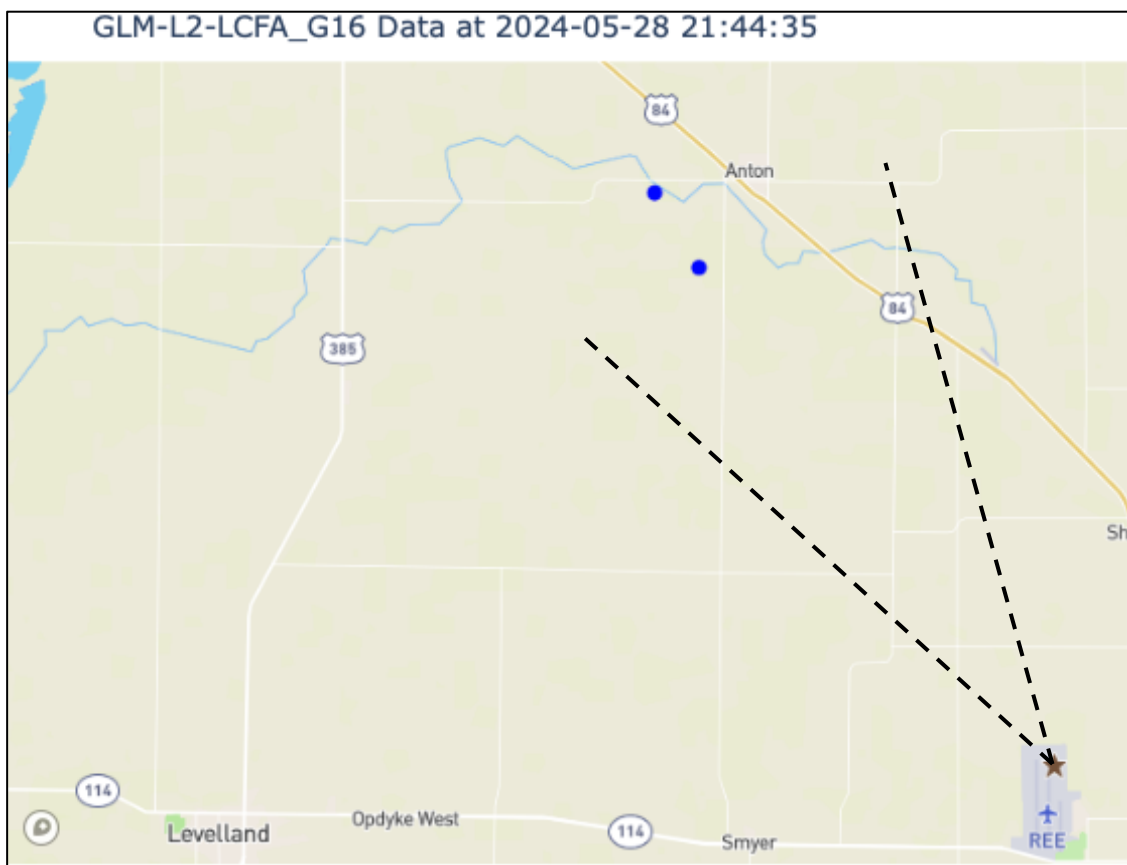 GLM-L2-LCFA_G16 Data at 2024-05-28 21:44:35
84
Anton
84
385
Sh
114
Levelland
Opdyke West
114
Smyer
REE